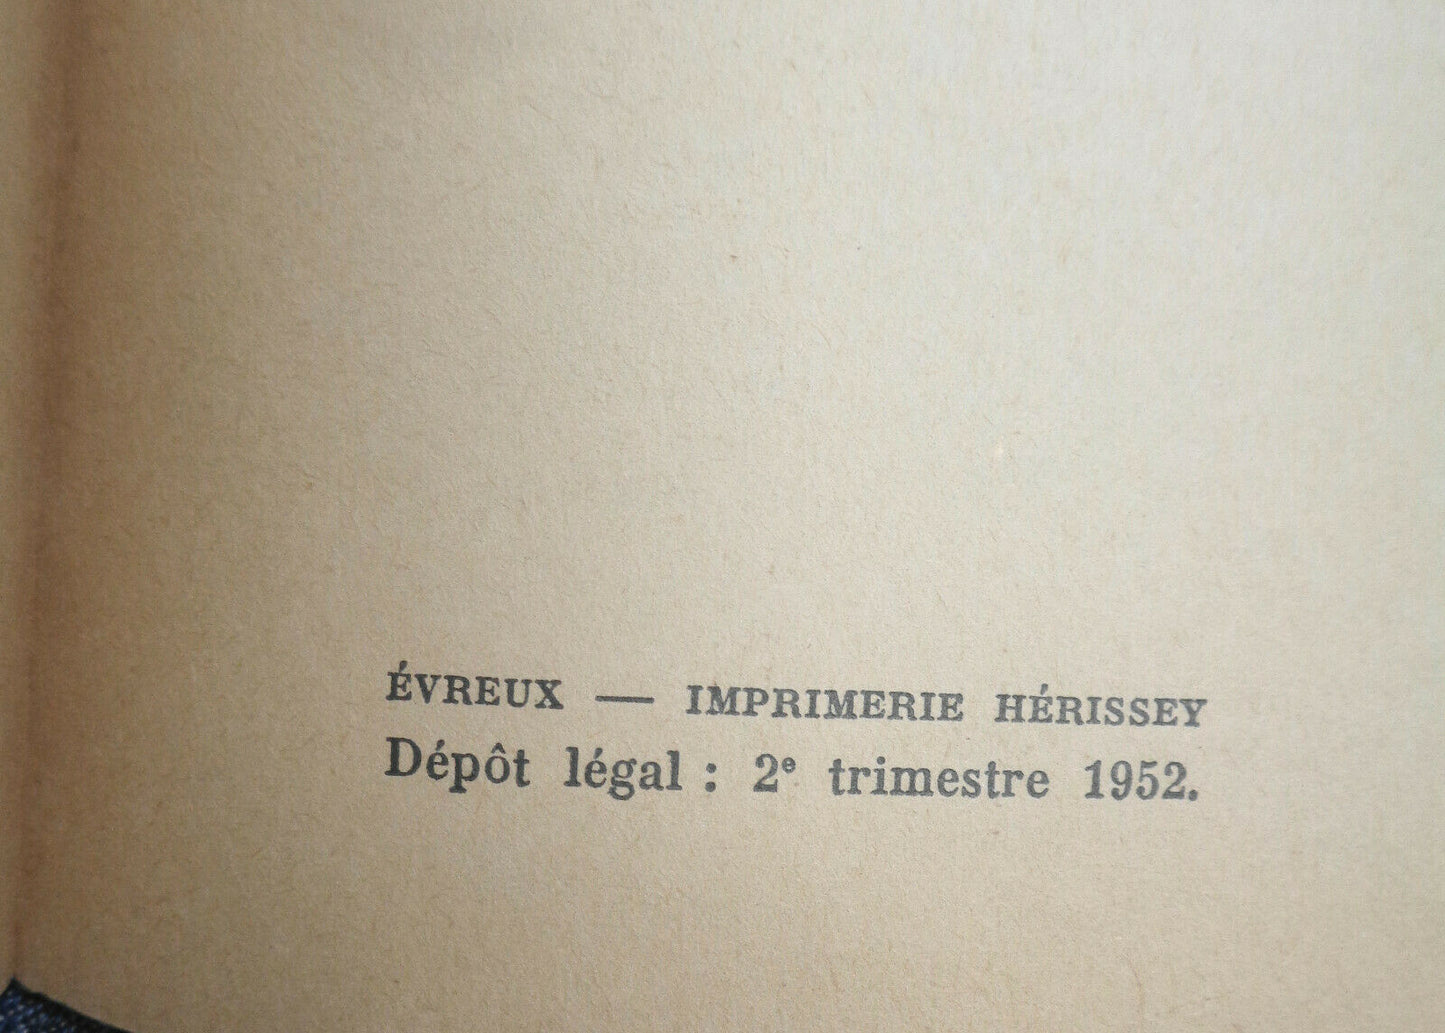 ÉVREUX — IMPRIMERIE HÉRISSEY
Dépôt légal : 2e trimestre 1952.